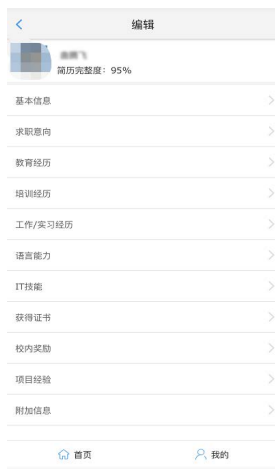 编辑
简历完整度：95%
基本信息
求职意向
教育经历
培训经历
工作/实习经历
语言能力
IT技能
获得证书
校内奖励
项目经验
附加信息
首页 我的